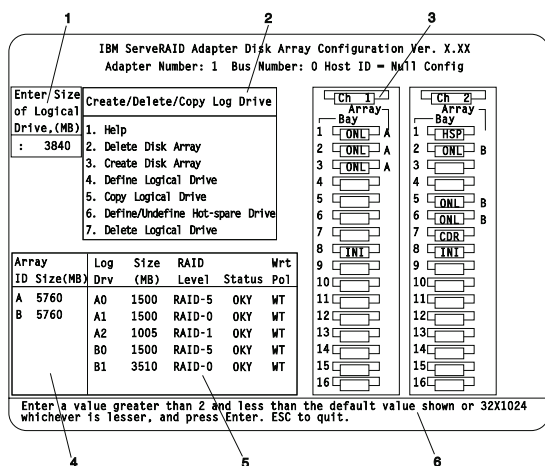 1
2
3
IBM ServeRAID Adapter Disk Array Configuration Ver. X.XX
Adapter Number: 1 Bus Number: 0 Host ID = Null Config
Enter Size
of Logical
Drive,(MB)
: 3840
Create/Delete/Copy Log Drive
1. Help
2. Delete Disk Array
3. Create Disk Array
4. Define Logical Drive
5. Copy Logical Drive
6. Define/Undefine Hot-spare Drive
7. Delete Logical Drive
Ch 1
Array
Bay
1 ONL A
2 ONL A
3 ONL A
4
5
6
7
8 INI
9
10
11
12
13
14
15
16
Ch 2
Array
Bay
1 HSP
2 ONL B
3
4
5 ONL B
6 ONL B
7 CDR
8 INI
9
10
11
12
13
14
15
16
Array
ID Size(MB)
A 5760
B 5760
Log Size RAID Wrt
Drv (MB) Level Status Pol
A0 1500 RAID-5 OKY WT
A1 1500 RAID-0 OKY WT
A2 1005 RAID-1 OKY WT
B0 1500 RAID-5 OKY WT
B1 3510 RAID-0 OKY WT
Enter a value greater than 2 and less than the default value shown or 32X1024
whichever is lesser, and press Enter. ESC to quit.
4
5
6